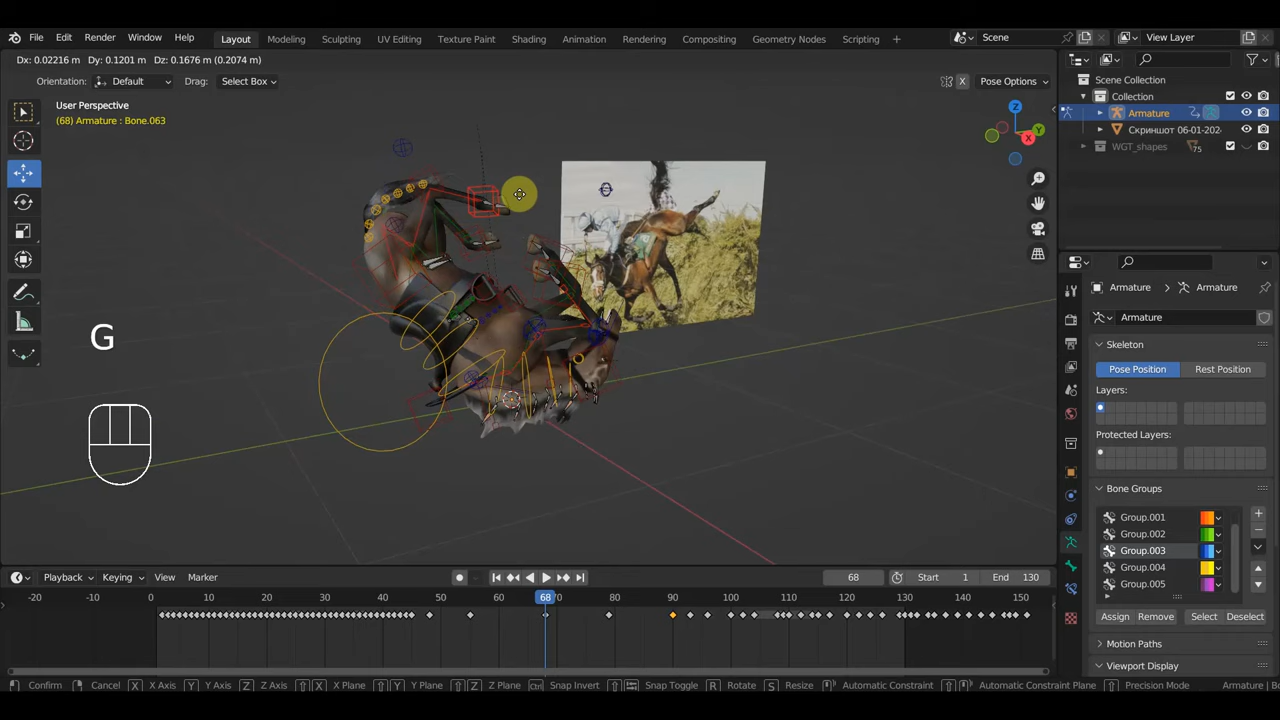 File Edit Render Window Help Layout Modeling Sculpting UV Editing Texture Paint Shading Animation Rendering Compositing Geometry Nodes Scripting + Scene View Layer
Dx: 0.02216 m Dy: 0.1201 m Dz: 0.1676 m (0.2074 m)
Orientation: Default Drag: Select Box X Pose Options
User Perspective
(68) Armature : Bone.063
Z
Y
X
Scene Collection
Collection
Armature
Скриншот 06-01-202
WGT_shapes 75
G
Armature Armature
Armature
Skeleton
Pose Position Rest Position
Layers:
Protected Layers:
Bone Groups
Group.001
Group.002
Group.003
Group.004
Group.005
Assign Remove Select Deselect
Motion Paths
Viewport Display
Playback Keying View Marker 68 Start 1 End 130
-20 -10 0 10 20 30 40 50 68 70 80 90 100 110 120 130 140 150
Confirm Cancel X X Axis Y Y Axis Z Z Axis X X Plane Y Y Plane Z Z Plane Ctrl Snap Invert Snap Toggle R Rotate S Resize Automatic Constraint Automatic Constraint Plane Precision Mode Armature | Bo